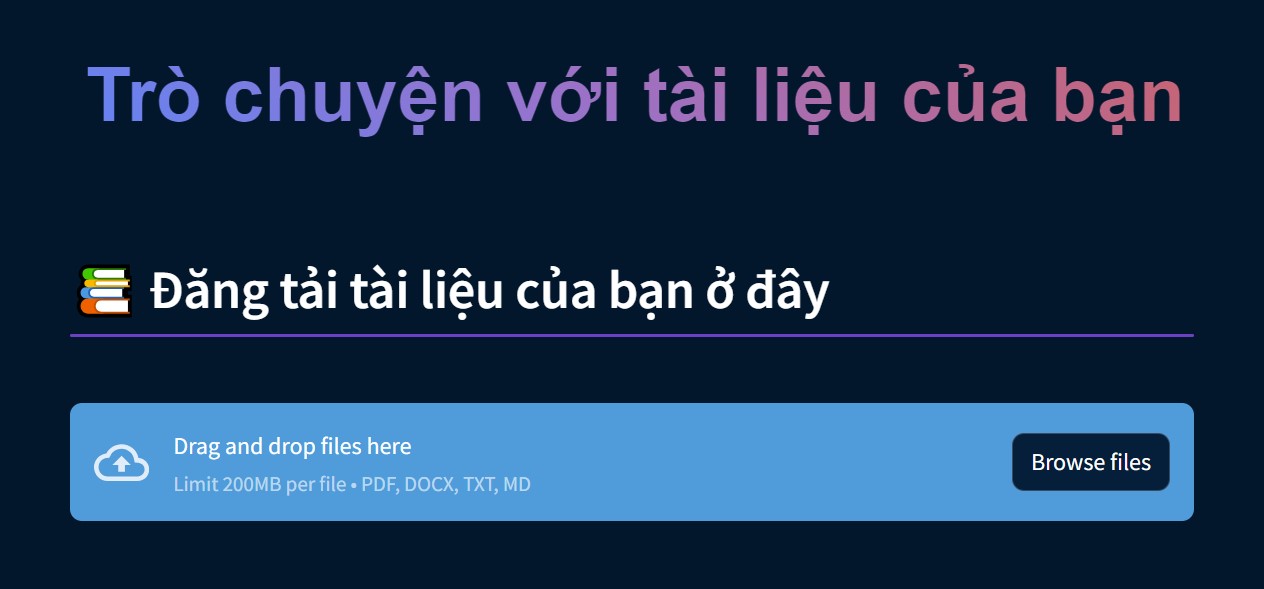 Trò chuyện với tài liệu của bạn
Đăng tải tài liệu của bạn ở đây
Drag and drop files here
Limit 200MB per file • PDF, DOCX, TXT, MD
Browse files